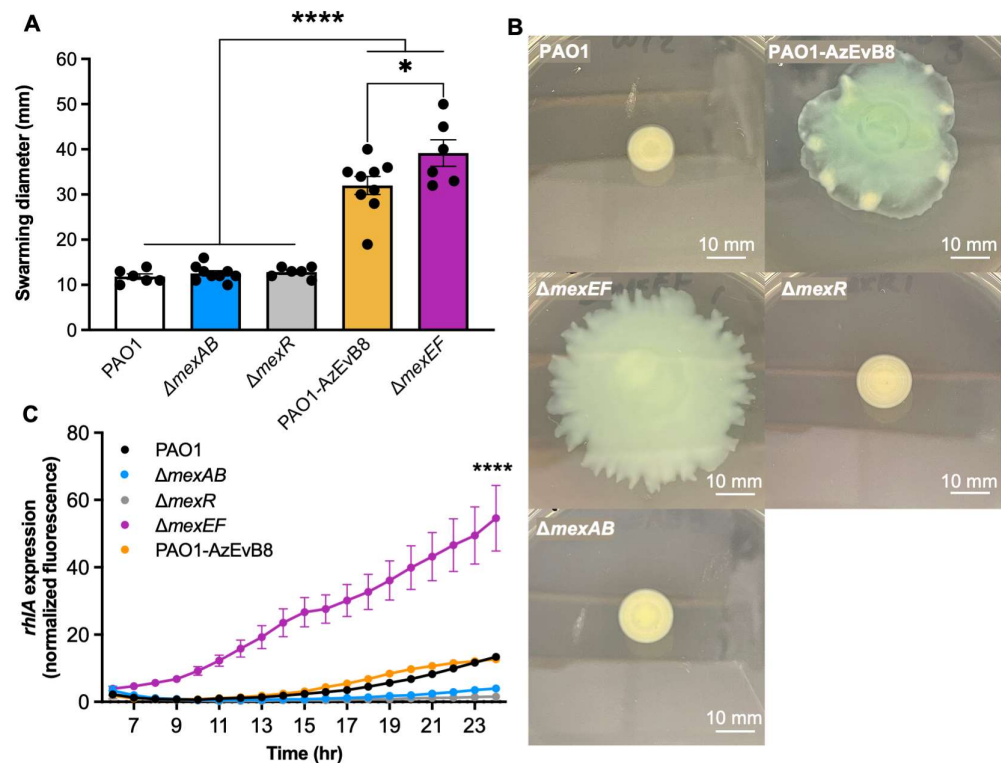 A
****
*
Swarming diameter (mm)
60
50
40
30
20
10
0
PAO1
ΔmexAB
ΔmexR
PAO1-AzEvB8
ΔmexEF
B
PAO1
10 mm
PAO1-AzEvB8
10 mm
ΔmexEF
10 mm
ΔmexR
10 mm
ΔmexAB
10 mm
C
rhlA expression
(normalized fluorescence)
80
60
40
20
0
PAO1
ΔmexAB
ΔmexR
ΔmexEF
PAO1-AzEvB8
****
7
9
11
13
15
17
19
21
23
Time (hr)